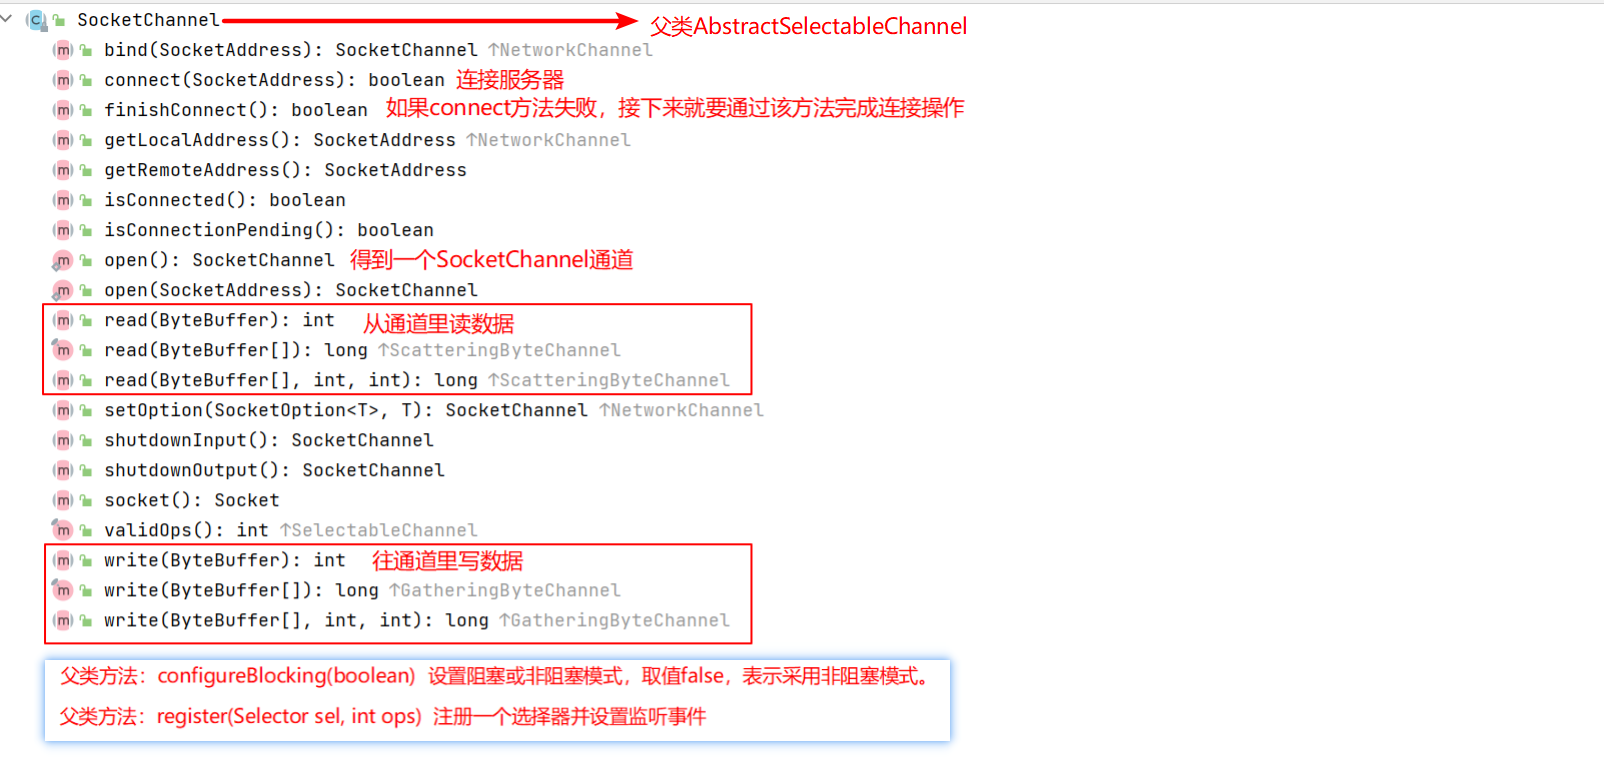 SocketChannel 父类AbstractSelectableChannel
bind(SocketAddress): SocketChannel ↑NetworkChannel
connect(SocketAddress): boolean 连接服务器
finishConnect(): boolean 如果connect方法失败，接下来就要通过该方法完成连接操作
getLocalAddress(): SocketAddress ↑NetworkChannel
getRemoteAddress(): SocketAddress
isConnected(): boolean
isConnectionPending(): boolean
open(): SocketChannel 得到一个SocketChannel通道
open(SocketAddress): SocketChannel
read(ByteBuffer): int 从通道里读数据
read(ByteBuffer[]): long ↑ScatteringByteChannel
read(ByteBuffer[], int, int): long ↑ScatteringByteChannel
setOption(SocketOption<T>, T): SocketChannel ↑NetworkChannel
shutdownInput(): SocketChannel
shutdownOutput(): SocketChannel
socket(): Socket
validOps(): int ↑SelectableChannel
write(ByteBuffer): int 往通道里写数据
write(ByteBuffer[]): long ↑GatheringByteChannel
write(ByteBuffer[], int, int): long ↑GatheringByteChannel
父类方法：configureBlocking(boolean) 设置阻塞或非阻塞模式，取值false，表示采用非阻塞模式。
父类方法：register(Selector sel, int ops) 注册一个选择器并设置监听事件